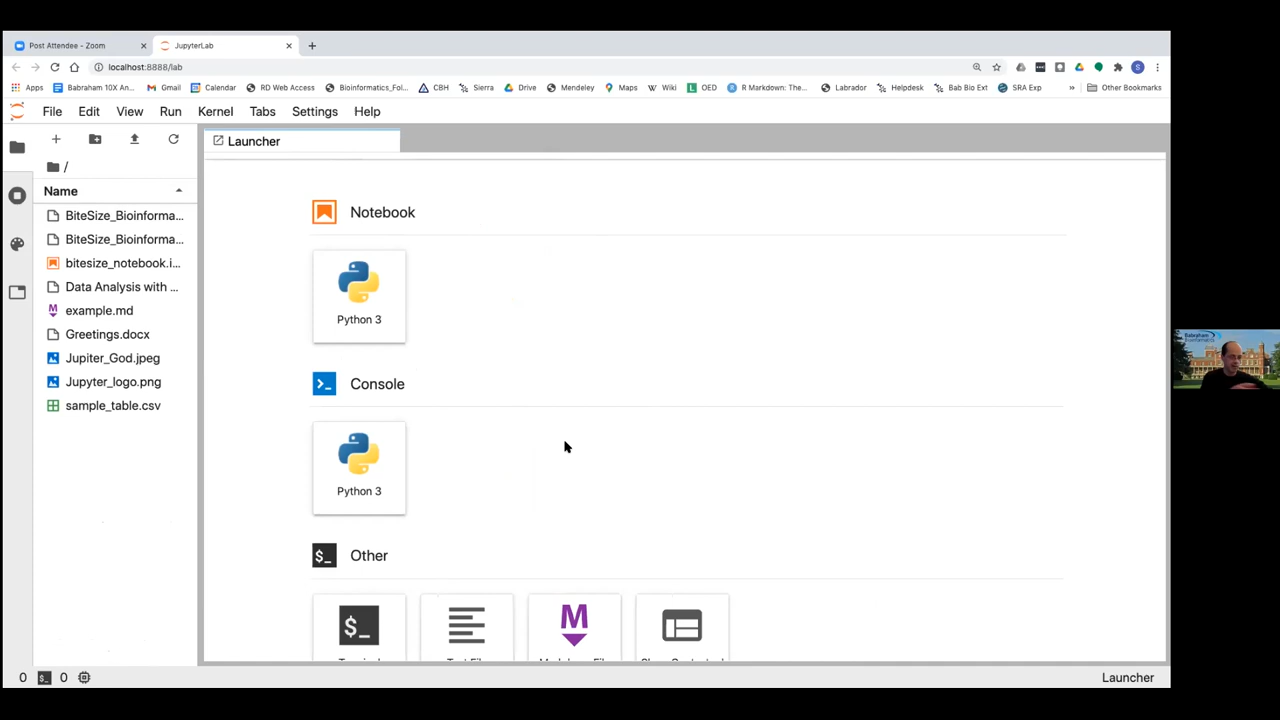 Post Attendee - Zoom
JupyterLab
localhost:8888/lab
Apps
Babraham 10X An...
Gmail
Calendar
RD Web Access
Bioinformatics_Fol...
CBH
Sierra
Drive
Mendeley
Maps
Wiki
OED
R Markdown: The...
Labrador
Helpdesk
Bab Bio Ext
SRA Exp
Other Bookmarks
File Edit View Run Kernel Tabs Settings Help
Launcher
/
Name
BiteSize_Bioinforma...
BiteSize_Bioinforma...
bitesize_notebook.i...
Data Analysis with ...
example.md
Greetings.docx
Jupiter_God.jpeg
Jupyter_logo.png
sample_table.csv
Notebook
Python 3
Console
Python 3
$_ Other
$_
M
0 $_ 0
Launcher
Babraham
Bioinformatics